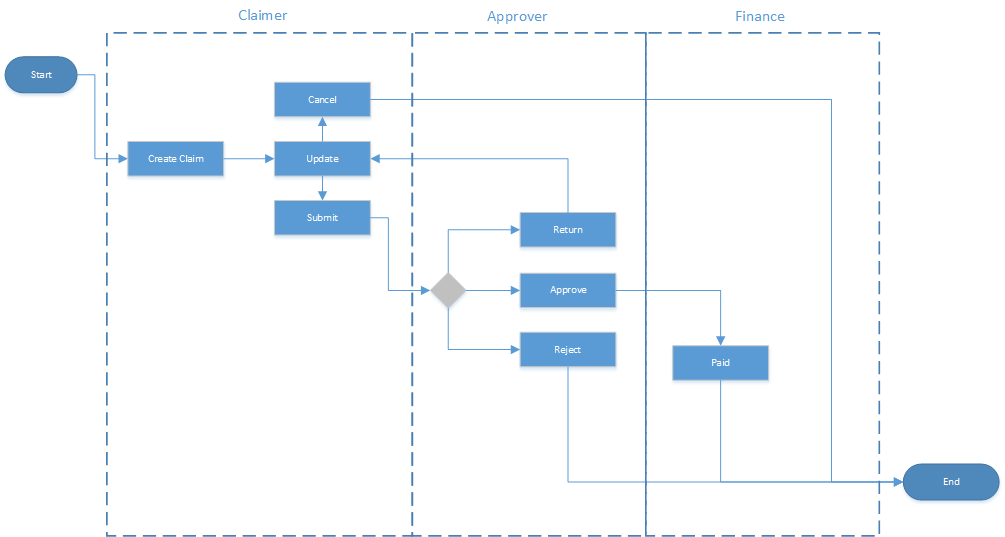 Claimer
Approver
Finance
Start
Cancel
Create Claim
Update
Submit
Return
Approve
Reject
Paid
End